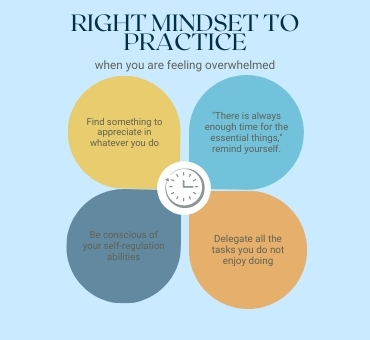 RIGHT MINDSET TO
PRACTICE
when you are feeling overwhelmed
Find something to
appreciate in
whatever you do
"There is always
enough time for the
essential things,"
remind yourself.
Be conscious of
your self-regulation
abilities
Delegate all the
tasks you do not
enjoy doing